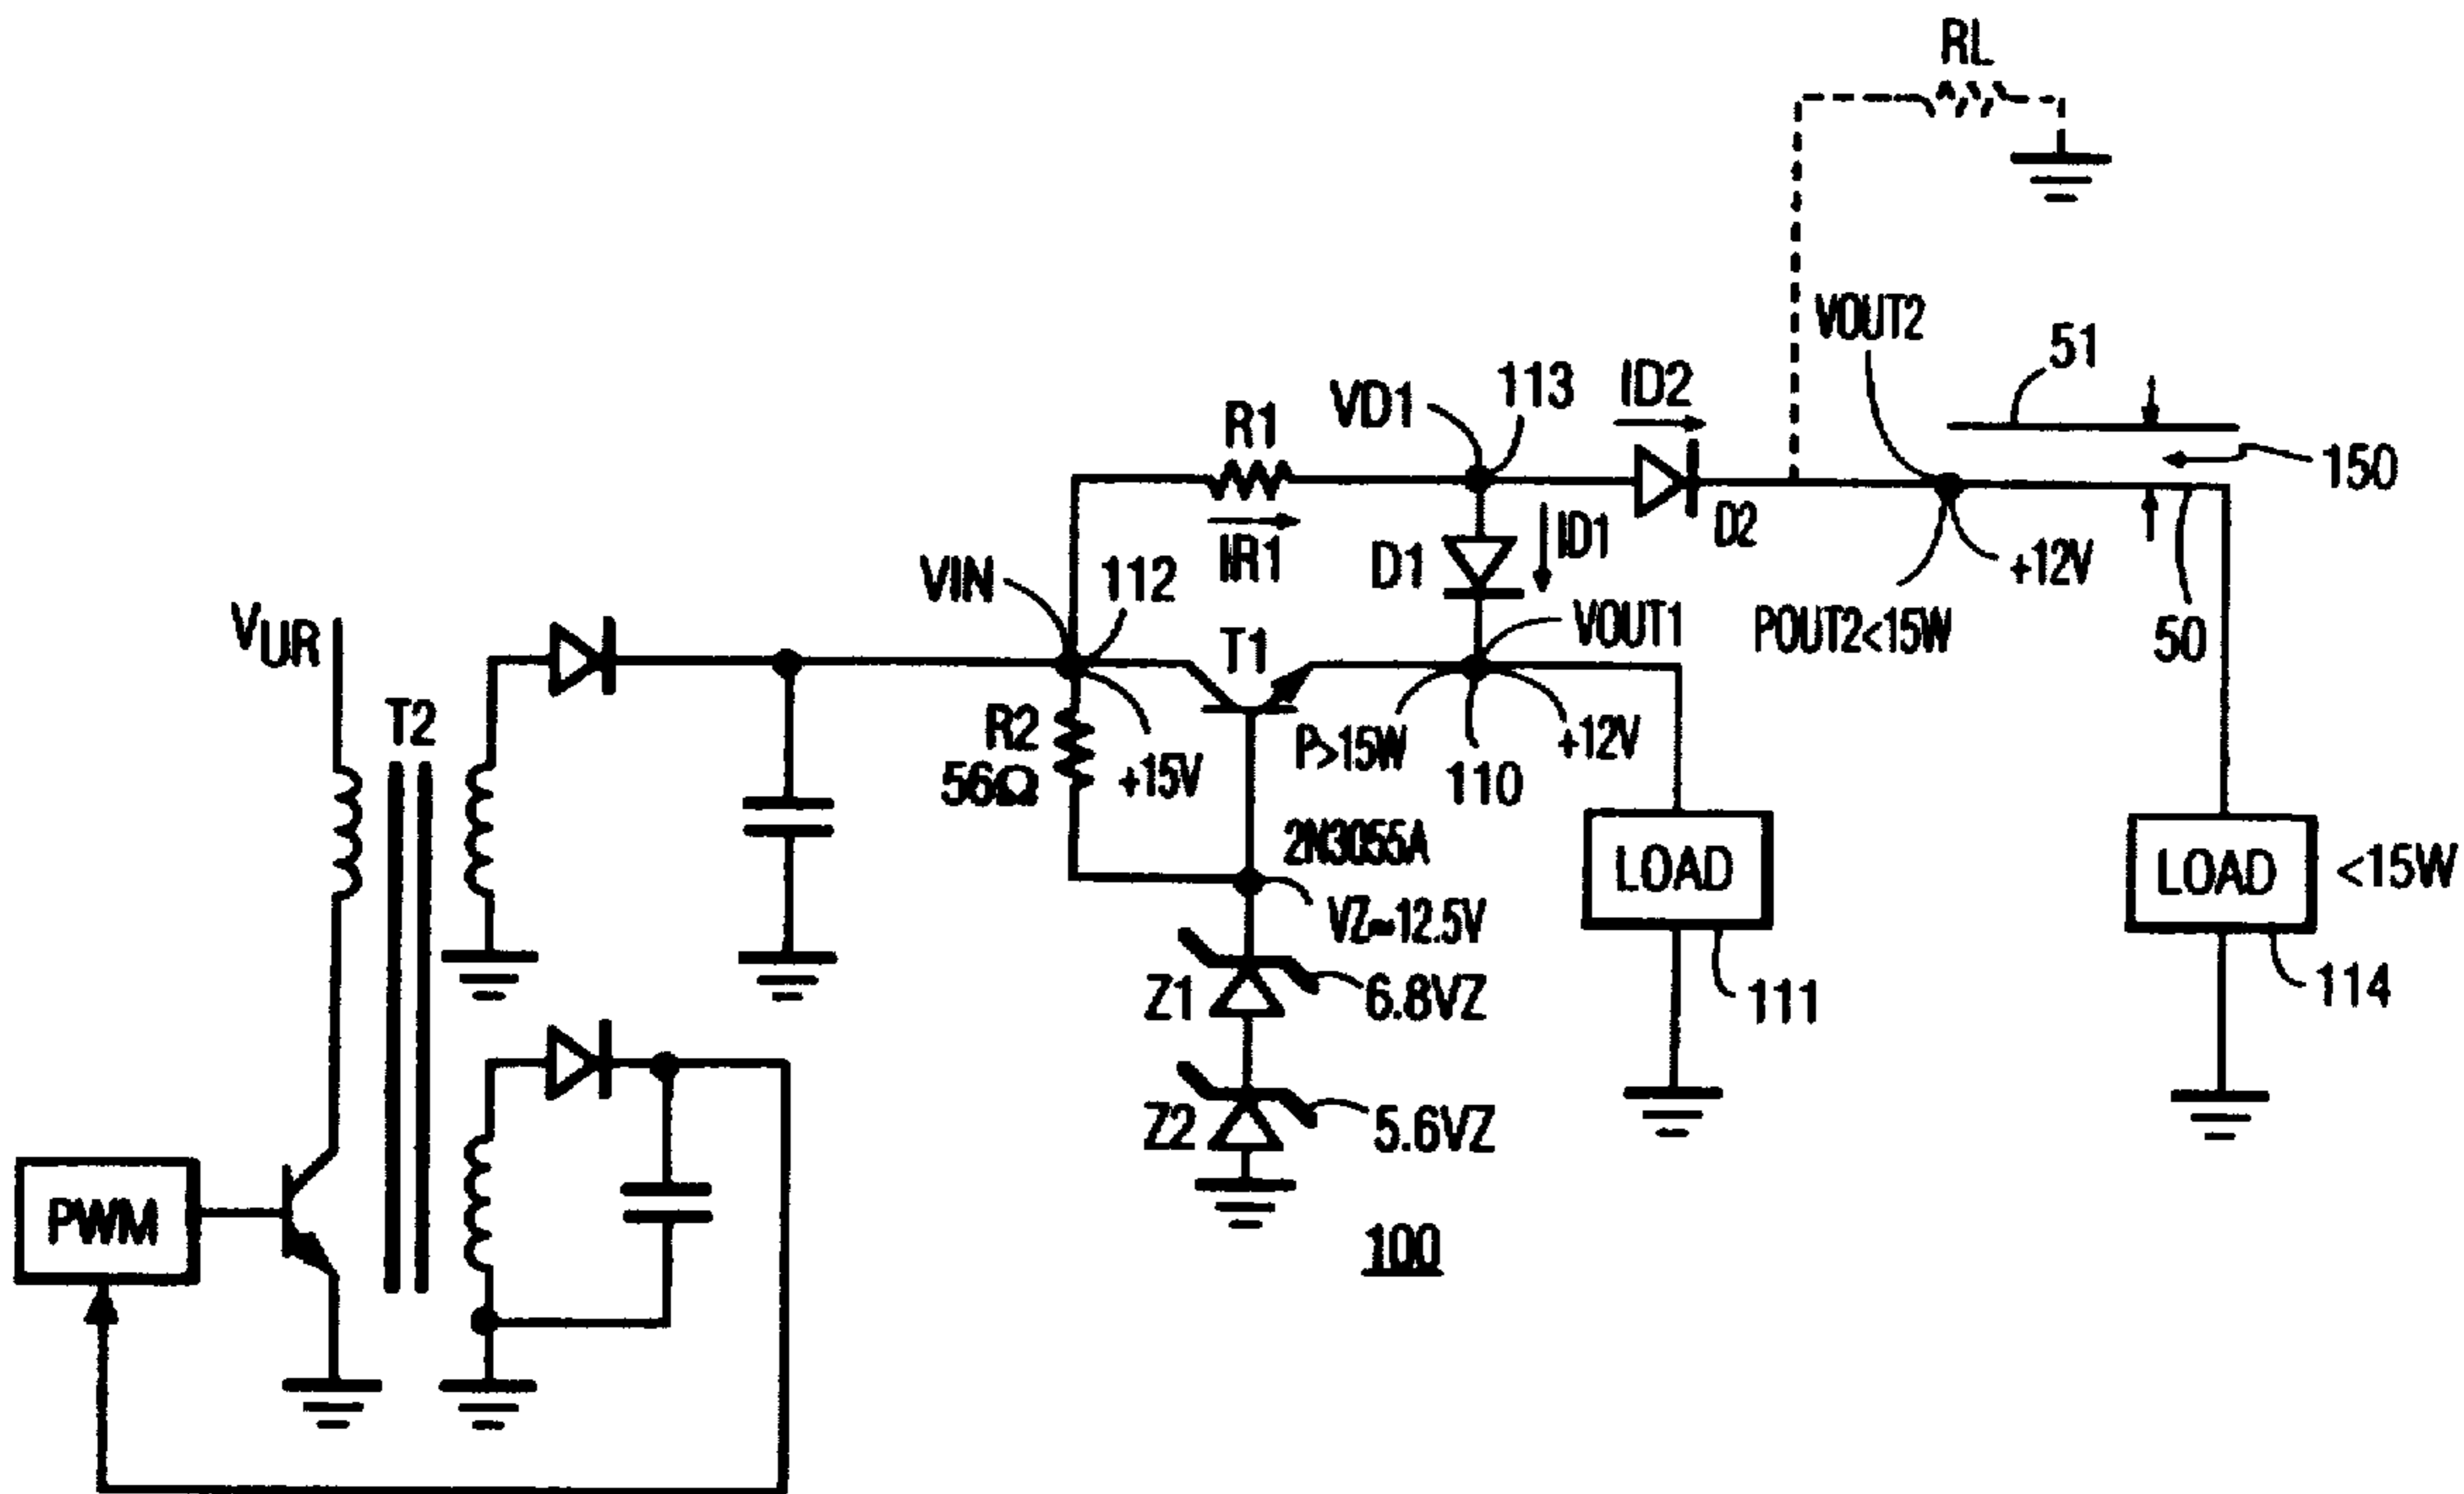 RL
VOUT2
51
113
ID2
VD1
R1
150
D2
ID1
IR1
D1
+12V
VIN
112
VOUT1
POUT2<15W
50
VUR
T1
T2
R2
56Ω
+15V
P>15W
110
+12V
2N3055A
LOAD
LOAD
<15W
VZ≈12.5V
Z1
6.8VZ
111
114
Z2
5.6VZ
PWM
100